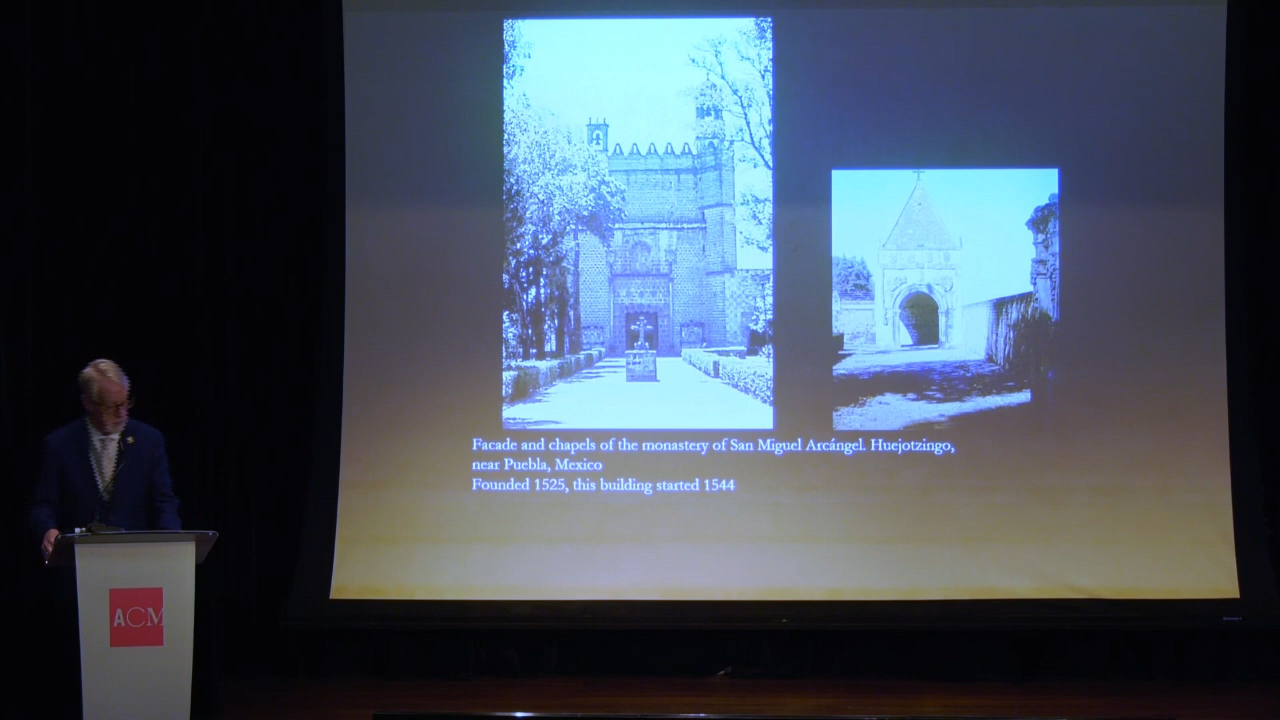 Facade and chapels of the monastery of San Miguel Arcángel. Huejotzingo,
near Puebla, Mexico
Founded 1525, this building started 1544
ACM